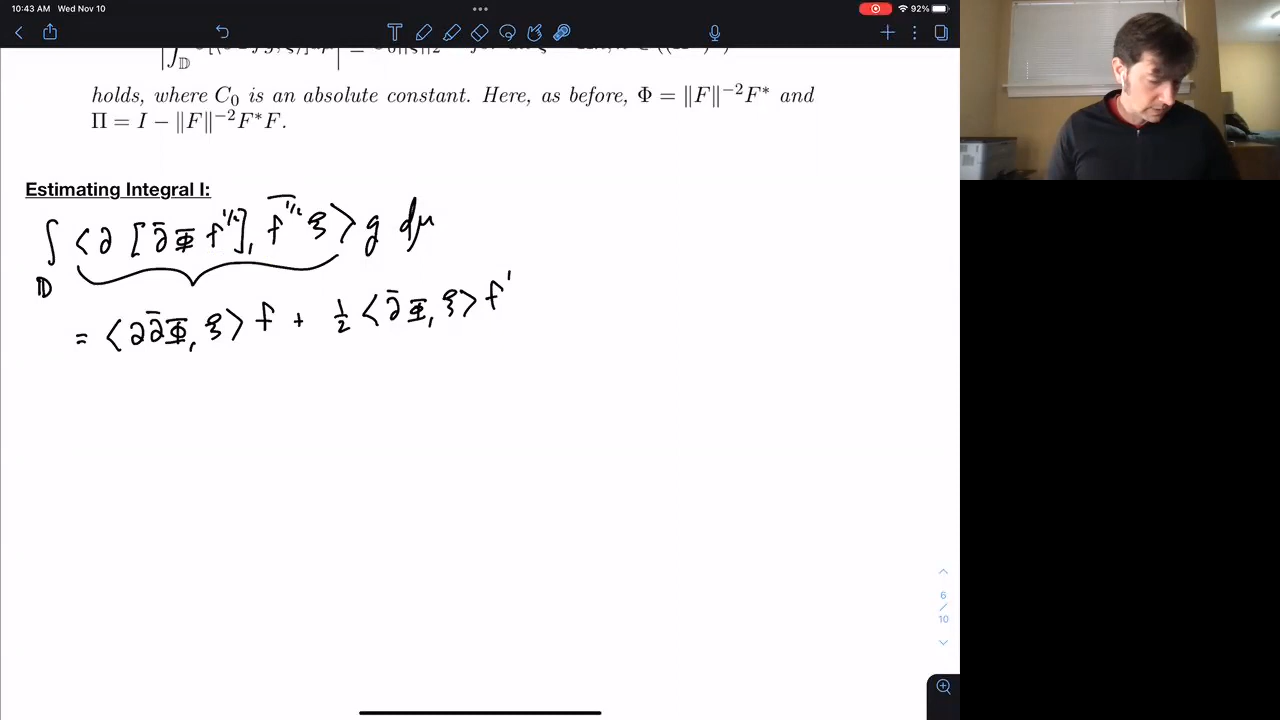 10:43 AM Wed Nov 10
92%
holds, where C₀ is an absolute constant. Here, as before, Φ = ‖F‖⁻²F* and
Π = I − ‖F‖⁻²F*F.
Estimating Integral I:
∫_𝔻 ⟨∂[∂̄Φ f^{1/2}], \overline{f^{1/2}} ξ⟩ g dμ
= ⟨∂∂̄Φ, ξ⟩ f + ½⟨∂̄Φ, ξ⟩ f'
6
/
10